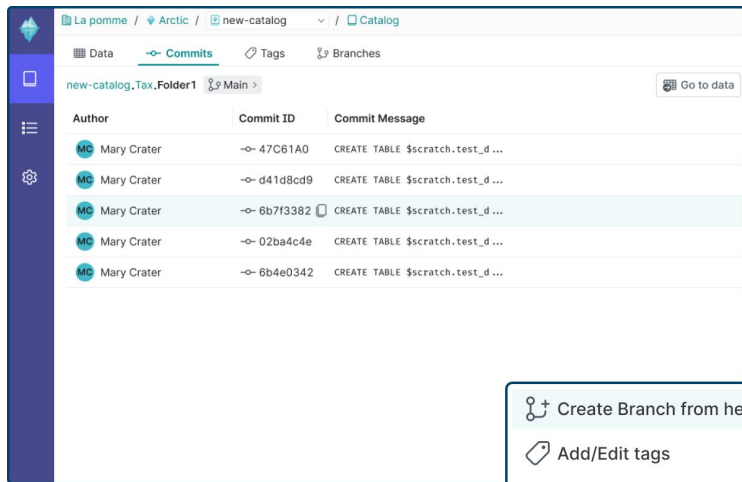 La pomme / Arctic / new-catalog / Catalog
Data Commits Tags Branches
new-catalog.Tax.Folder1 Main > Go to data
Author Commit ID Commit Message
MC Mary Crater 47C61A0 CREATE TABLE $scratch.test_d ...
MC Mary Crater d41d8cd9 CREATE TABLE $scratch.test_d ...
MC Mary Crater 6b7f3382 CREATE TABLE $scratch.test_d ...
MC Mary Crater 02ba4c4e CREATE TABLE $scratch.test_d ...
MC Mary Crater 6b4e0342 CREATE TABLE $scratch.test_d ...
Create Branch from he
Add/Edit tags